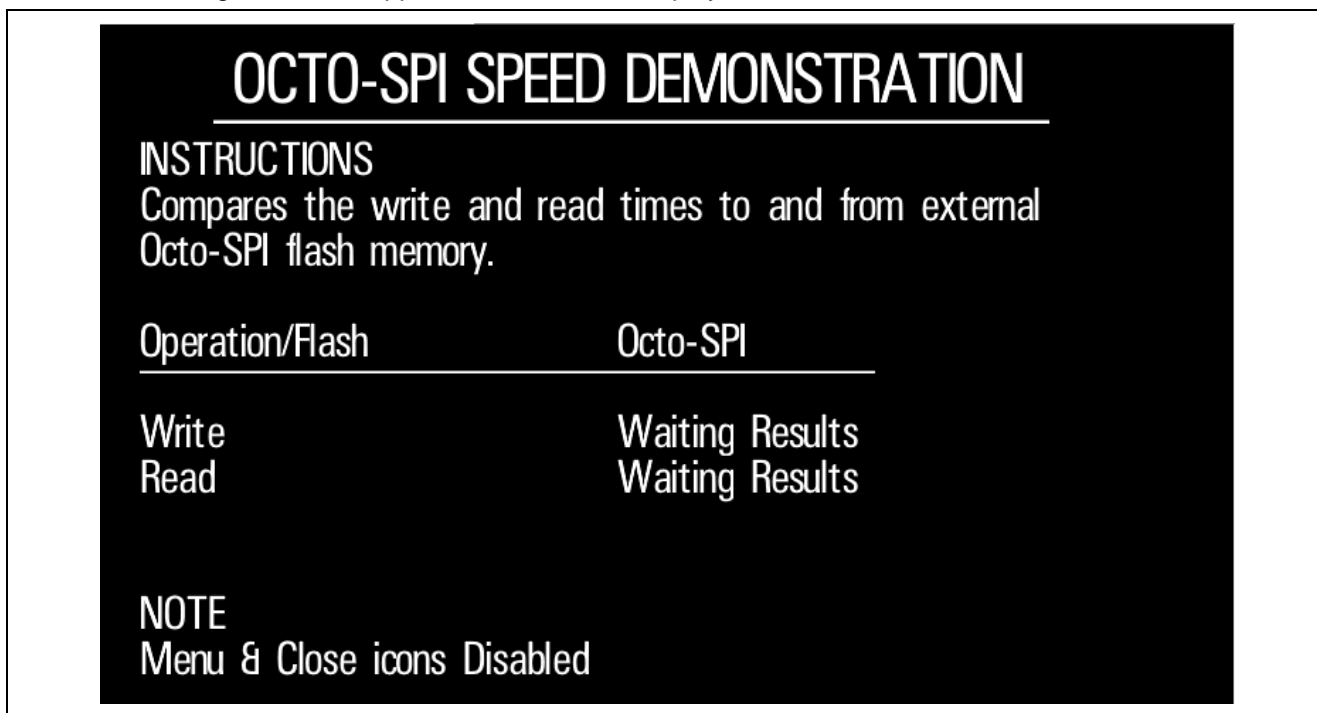 OCTO-SPI SPEED DEMONSTRATION
INSTRUCTIONS
Compares the write and read times to and from external
Octo-SPI flash memory.
Operation/Flash Octo-SPI
Write Waiting Results
Read Waiting Results
NOTE
Menu & Close icons Disabled